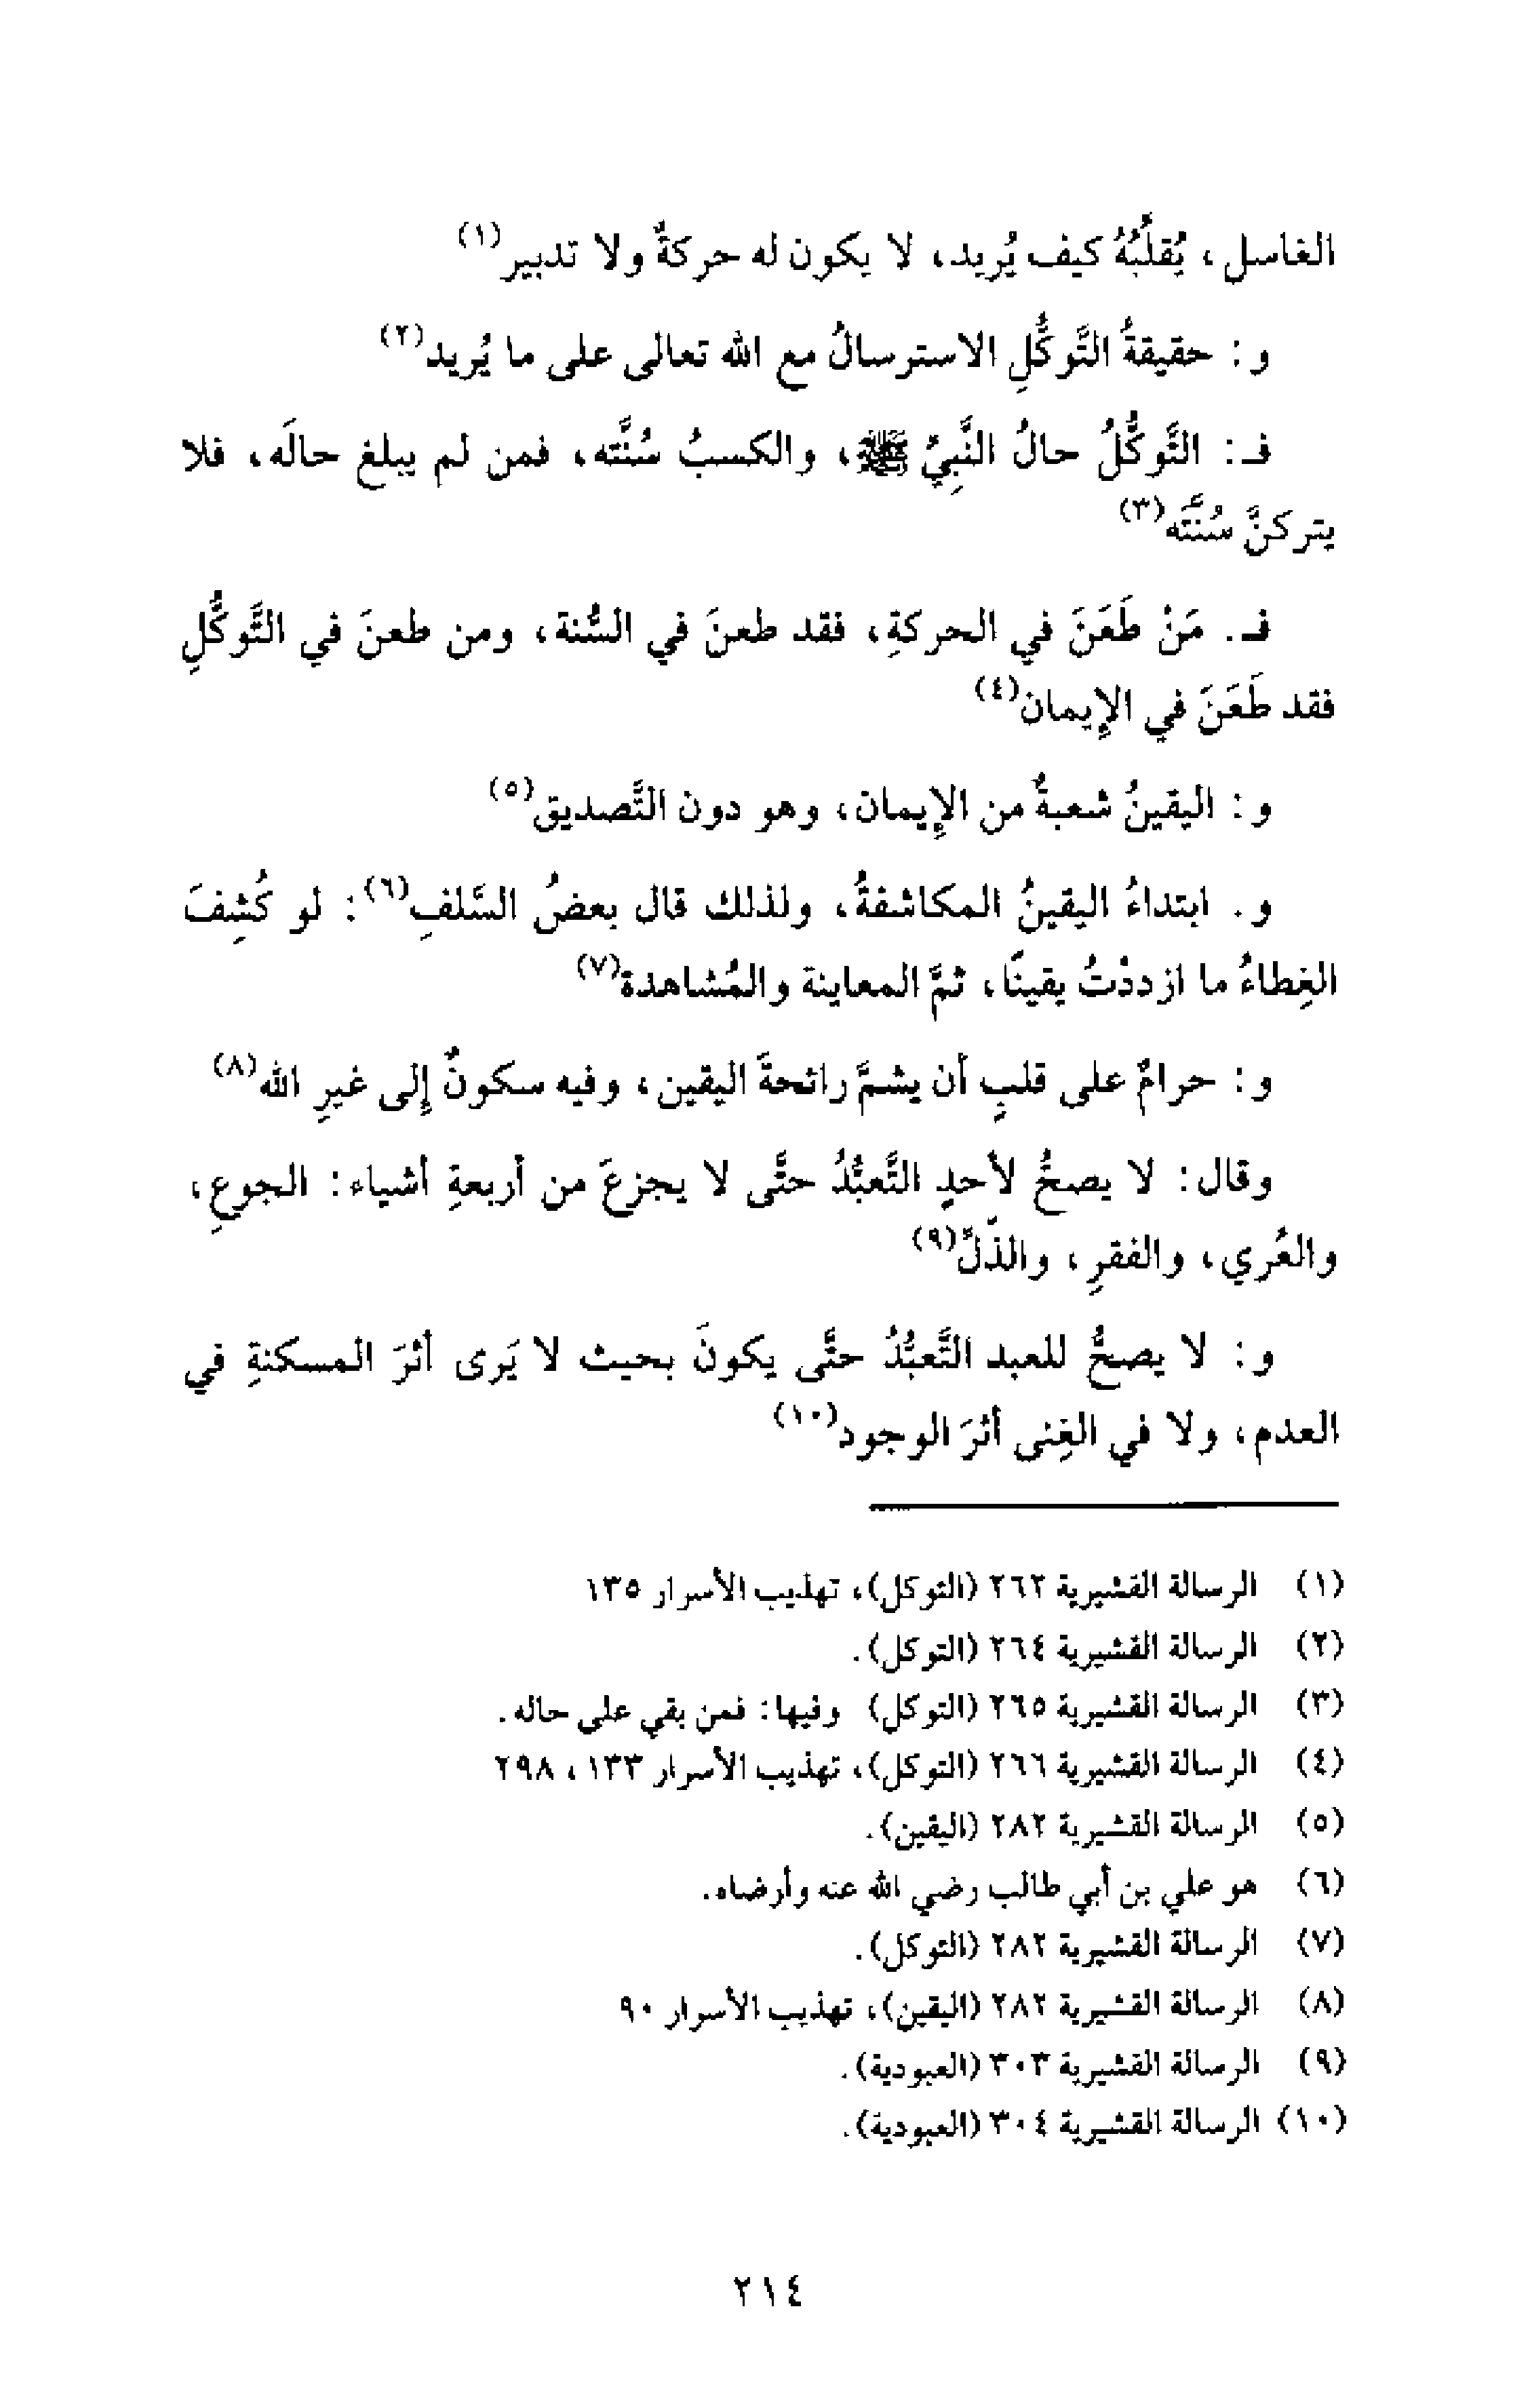 الغاسل، يُقلِّبُهُ كيف يُريد، لا يكون له حركةٌ ولا تدبير(١)
و: حقيقةُ التَّوكُّلِ الاسترسالُ مع الله تعالى على ما يُريد(٢)
فـ: التَّوكُّلُ حالُ النَّبِيِّ ﷺ، والكسبُ سُنَّته، فمن لم يبلغ حالَه، فلا
يتركنَّ سُنَّته(٣)
فـ. مَنْ طَعَنَ في الحركةِ، فقد طعنَ في السُّنة، ومن طعنَ في التَّوكُّلِ
فقد طَعَنَ في الإِيمان(٤)
و: اليقينُ شعبةٌ من الإِيمان، وهو دون التَّصديق(٥)
و. ابتداءُ اليقينُ المكاشفةُ، ولذلك قال بعضُ السَّلفِ(٦): لو كُشِفَ
الغِطاءُ ما ازددْتُ يقينًا، ثمَّ المعاينة والمُشاهدة(٧)
و: حرامٌ على قلبٍ أن يشمَّ رائحةَ اليقين، وفيه سكونٌ إِلى غيرِ الله(٨)
وقال: لا يصحُّ لأحدٍ التَّعبُّدُ حتَّى لا يجزعَ من أربعةِ أشياء: الجوعِ،
والعُري، والفقرِ، والذّلّ(٩)
و: لا يصحُّ للعبد التَّعبُّدُ حتَّى يكونَ بحيث لا يَرى أثرَ المسكنةِ في
العدم، ولا في الغِنى أثرَ الوجود(١٠)
(١) الرسالة القشيرية ٢٦٢ (التوكل)، تهذيب الأسرار ١٣٥
(٢) الرسالة القشيرية ٢٦٤ (التوكل).
(٣) الرسالة القشيرية ٢٦٥ (التوكل) وفيها: فمن بقي على حاله.
(٤) الرسالة القشيرية ٢٦٦ (التوكل)، تهذيب الأسرار ١٣٣، ٢٩٨
(٥) الرسالة القشيرية ٢٨٢ (اليقين).
(٦) هو علي بن أبي طالب رضي الله عنه وأرضاه.
(٧) الرسالة القشيرية ٢٨٢ (التوكل).
(٨) الرسالة القشيرية ٢٨٢ (اليقين)، تهذيب الأسرار ٩٠
(٩) الرسالة القشيرية ٣٠٣ (العبودية).
(١٠) الرسالة القشيرية ٣٠٤ (العبودية).
٢١٤